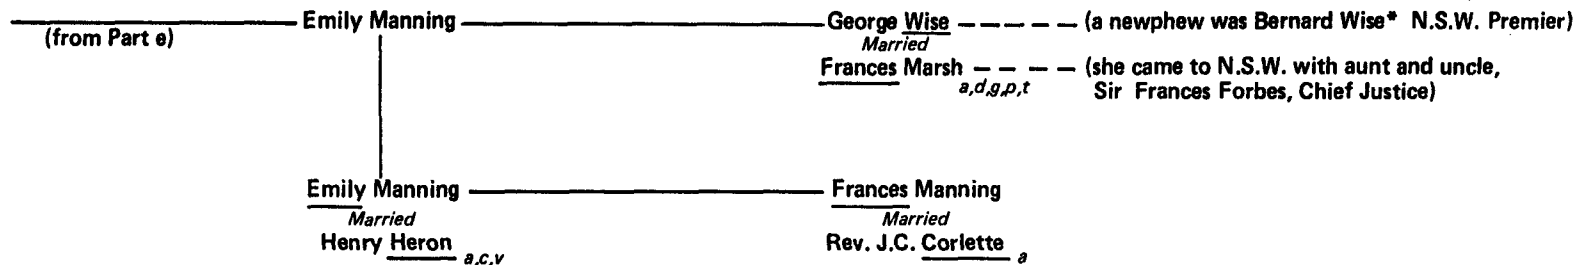 Emily Manning George Wise (a newphew was Bernard Wise* N.S.W. Premier)
(from Part e) Married
Frances Marsh a,d,g,p,t (she came to N.S.W. with aunt and uncle,
Sir Frances Forbes, Chief Justice)
Emily Manning Frances Manning
Married Married
Henry Heron a,c,v Rev. J.C. Corlette a